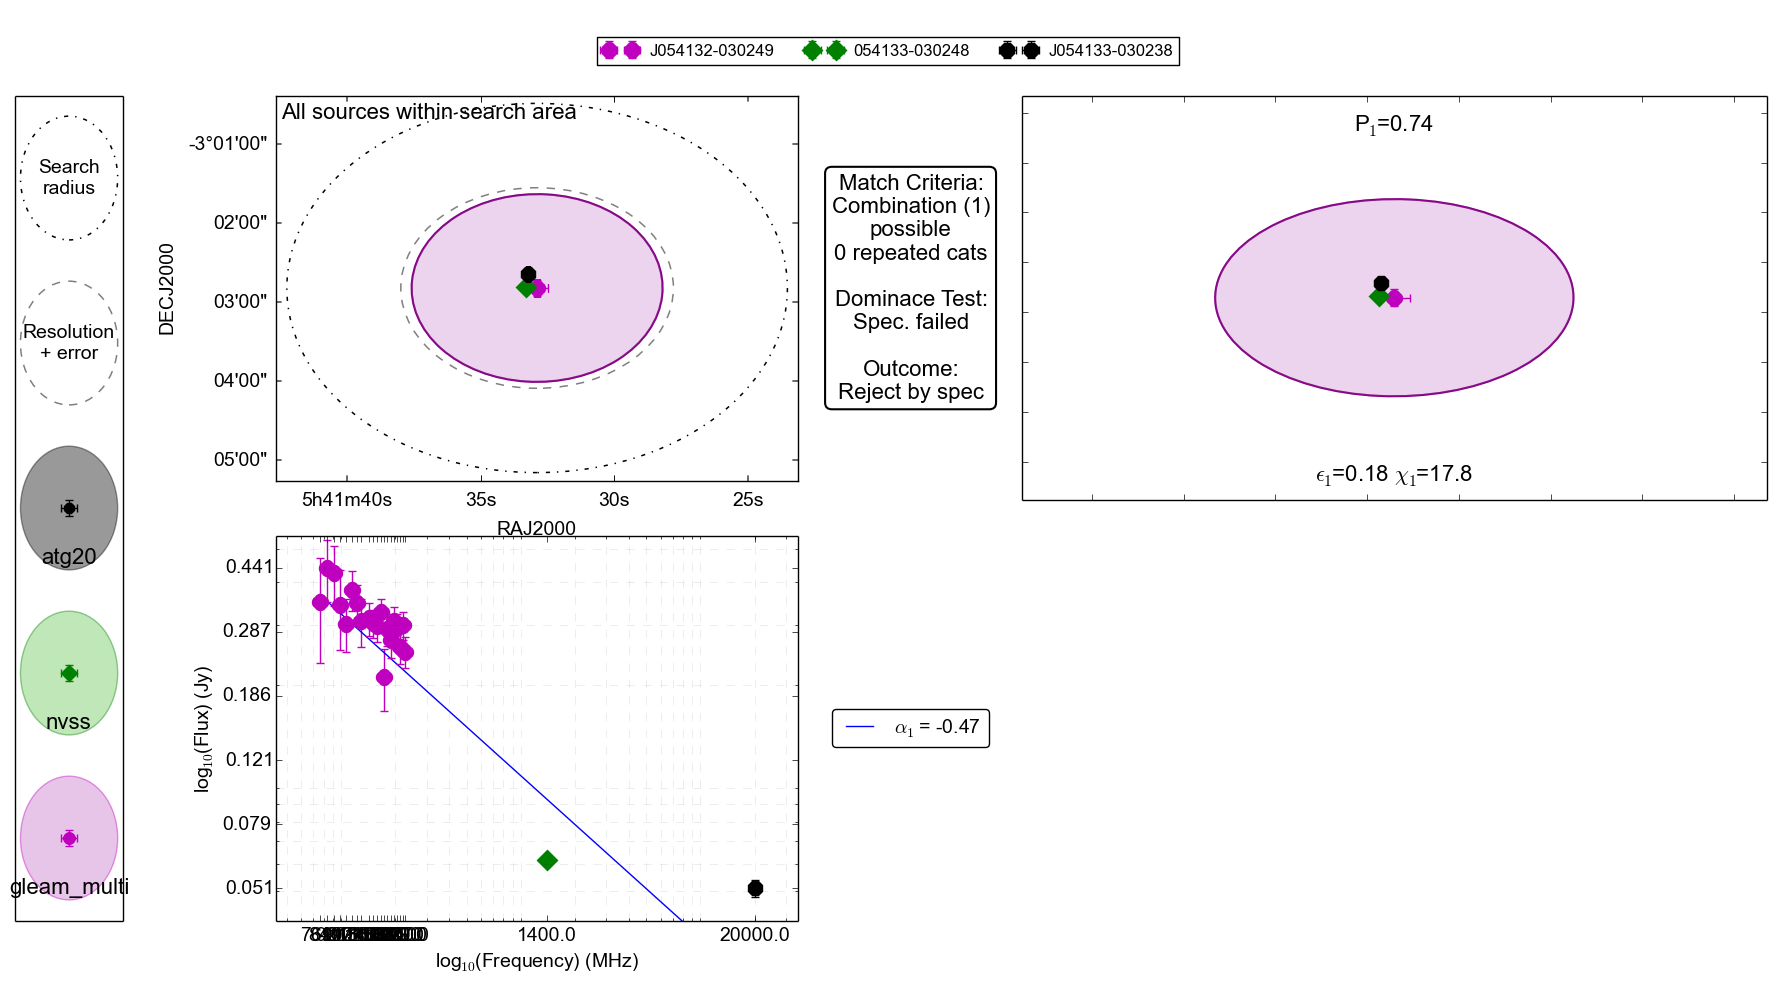 J054132-030249 054133-030248 J054133-030238
Search
radius
Resolution
+ error
atg20
nvss
gleam_multi
All sources within search area
DECJ2000
-3°01'00"
02'00"
03'00"
04'00"
05'00"
5h41m40s 35s 30s 25s
RAJ2000
Match Criteria:
Combination (1)
possible
0 repeated cats
Dominace Test:
Spec. failed
Outcome:
Reject by spec
P₁=0.74
ϵ₁=0.18 χ₁=17.8
log₁₀(Flux) (Jy)
0.441
0.287
0.186
0.121
0.079
0.051
1400.0 20000.0
log₁₀(Frequency) (MHz)
α₁ = -0.47